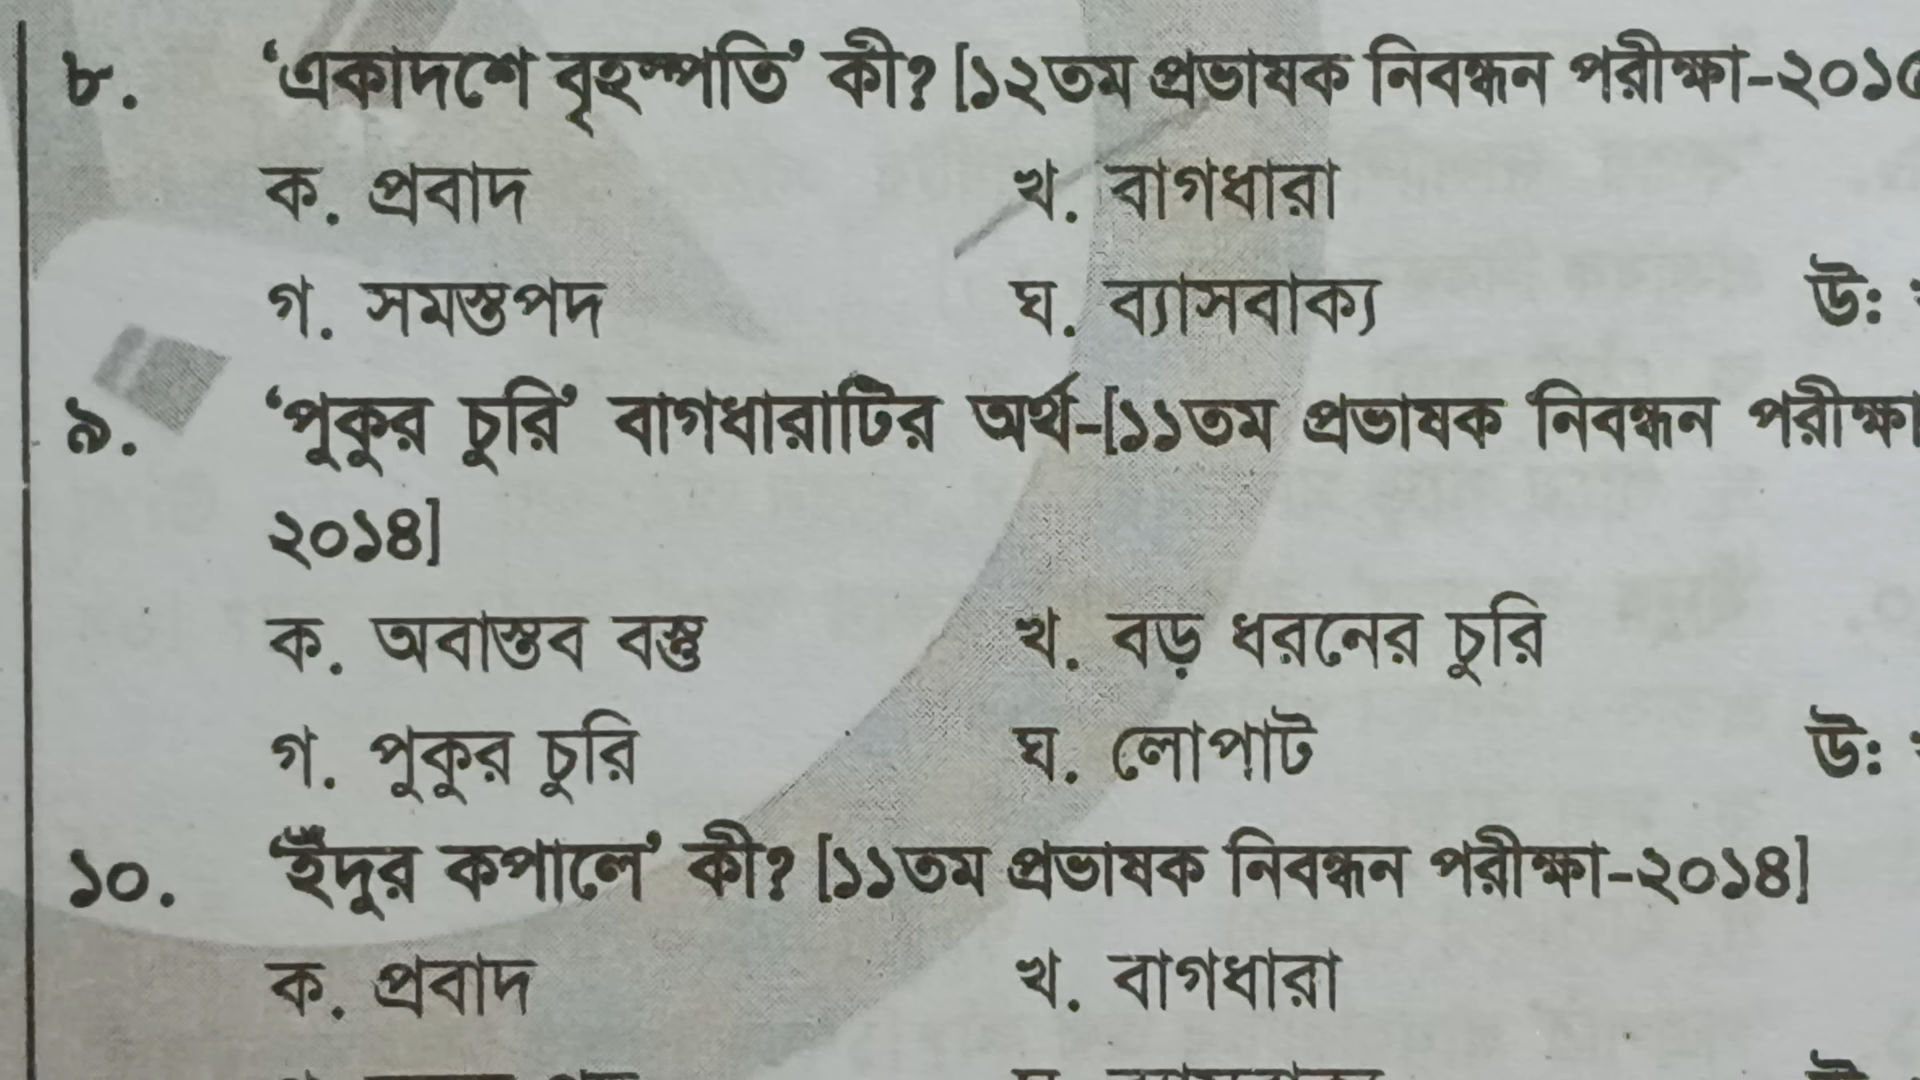 ৮. ‘একাদশে বৃহস্পতি’ কী? [১২তম প্রভাষক নিবন্ধন পরীক্ষা-২০১৫
ক. প্রবাদ খ. বাগধারা
গ. সমস্তপদ ঘ. ব্যাসবাক্য উ:
৯. ‘পুকুর চুরি’ বাগধারাটির অর্থ-[১১তম প্রভাষক নিবন্ধন পরীক্ষা
২০১৪]
ক. অবাস্তব বস্তু খ. বড় ধরনের চুরি
গ. পুকুর চুরি ঘ. লোপাট উ:
১০. ‘ইঁদুর কপালে’ কী? [১১তম প্রভাষক নিবন্ধন পরীক্ষা-২০১৪]
ক. প্রবাদ খ. বাগধারা